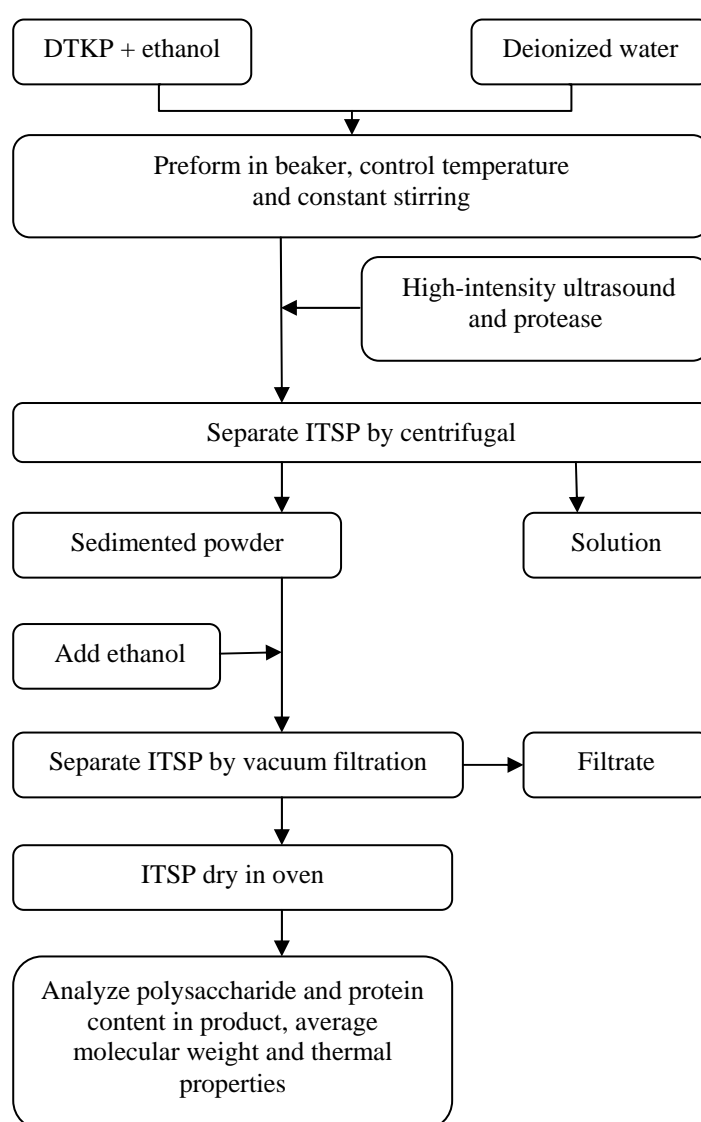 DTKP + ethanol
Deionized water
Preform in beaker, control temperature
and constant stirring
High-intensity ultrasound
and protease
Separate ITSP by centrifugal
Sedimented powder
Solution
Add ethanol
Separate ITSP by vacuum filtration
Filtrate
ITSP dry in oven
Analyze polysaccharide and protein
content in product, average
molecular weight and thermal
properties